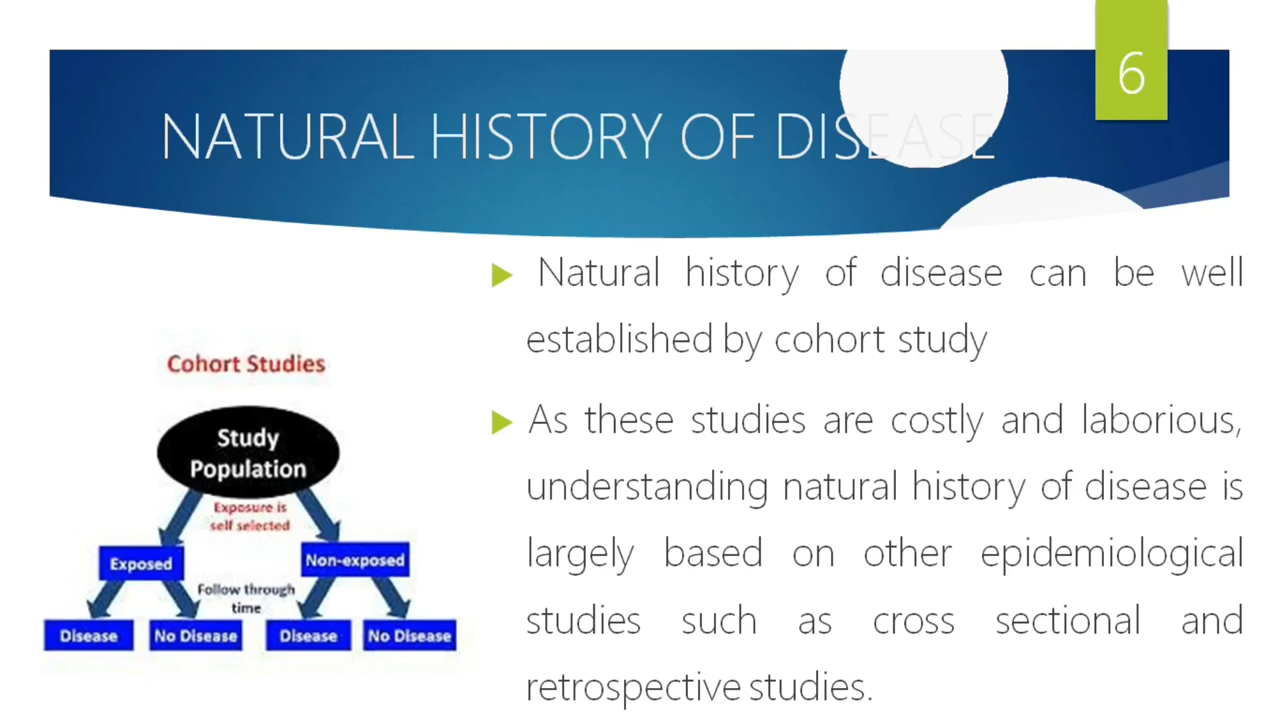 6
NATURAL HISTORY OF DISEASE
Natural history of disease can be well
established by cohort study
As these studies are costly and laborious,
understanding natural history of disease is
largely based on other epidemiological
studies such as cross sectional and
retrospective studies.
Cohort Studies
Study
Population
Exposure is
self selected
Exposed
Non-exposed
Follow through
time
Disease
No Disease
Disease
No Disease